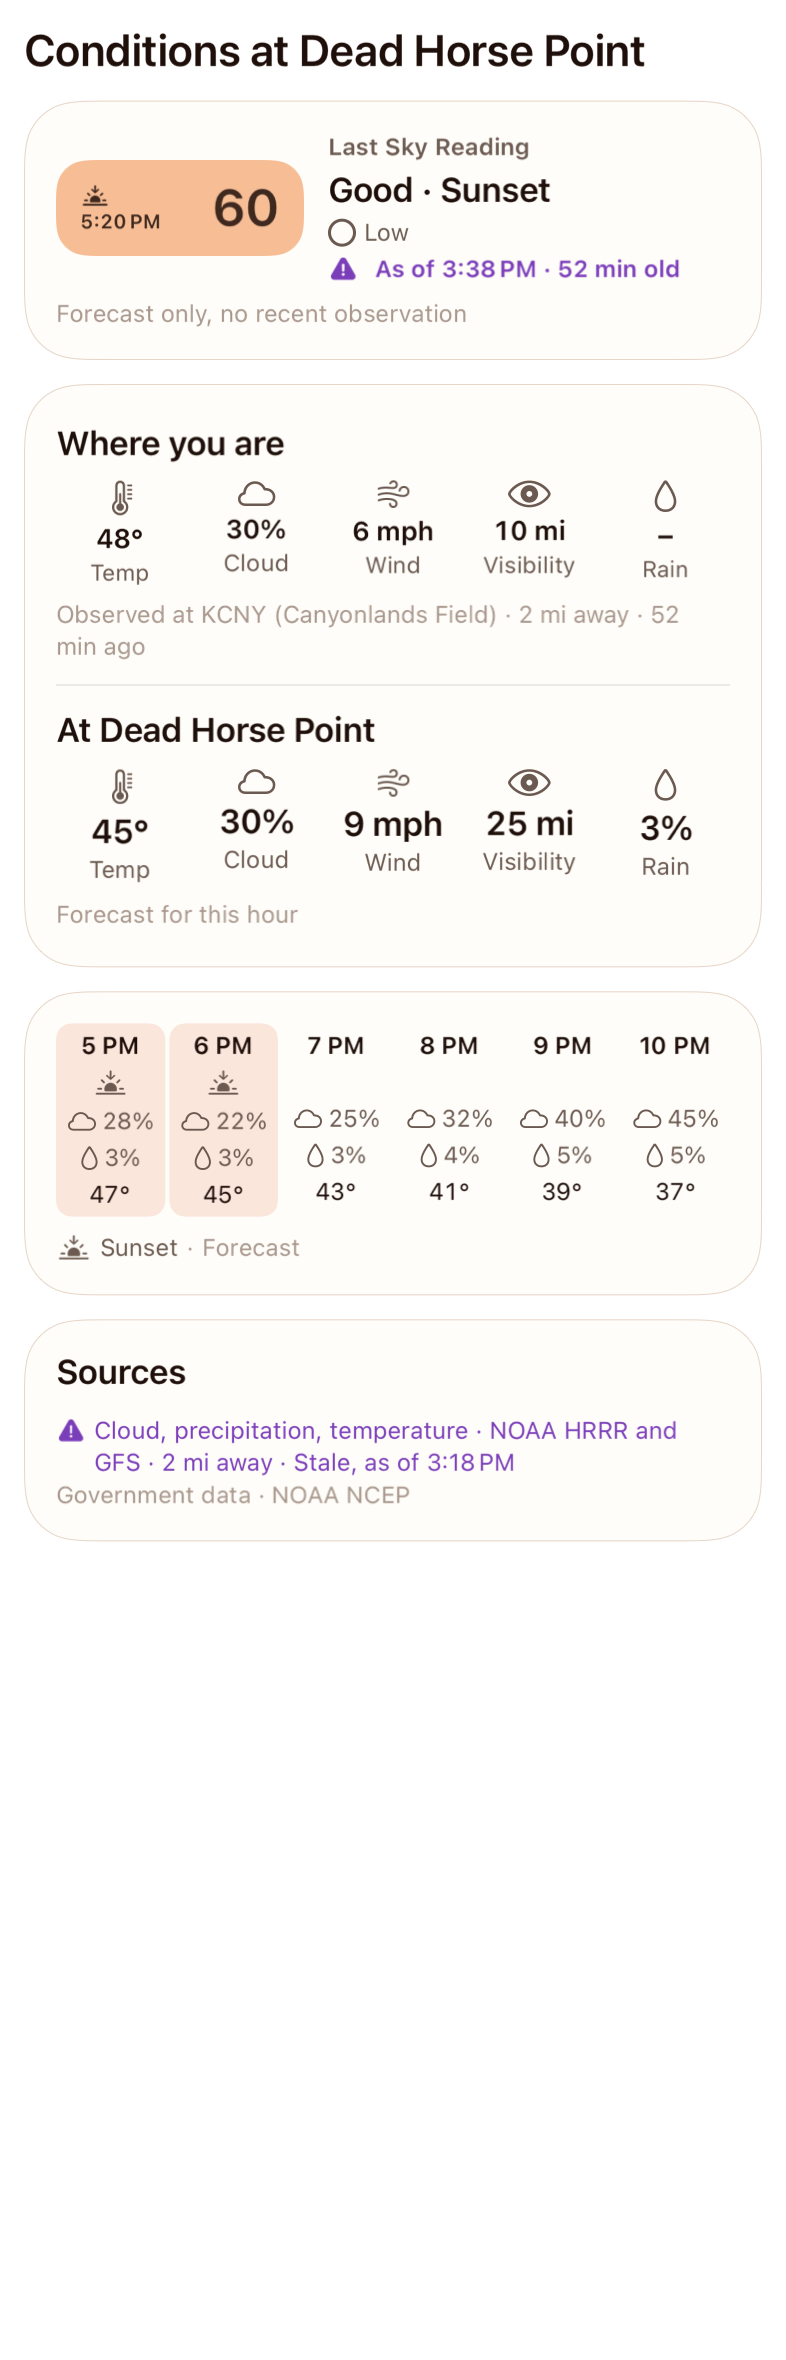 Conditions at Dead Horse Point
Last Sky Reading
5:20 PM
60
Good · Sunset
Low
As of 3:38 PM · 52 min old
Forecast only, no recent observation
Where you are
48° 30% 6 mph 10 mi –
Temp Cloud Wind Visibility Rain
Observed at KCNY (Canyonlands Field) · 2 mi away · 52
min ago
At Dead Horse Point
45° 30% 9 mph 25 mi 3%
Temp Cloud Wind Visibility Rain
Forecast for this hour
5 PM 6 PM 7 PM 8 PM 9 PM 10 PM
28% 22% 25% 32% 40% 45%
3% 3% 3% 4% 5% 5%
47° 45° 43° 41° 39° 37°
Sunset · Forecast
Sources
Cloud, precipitation, temperature · NOAA HRRR and
GFS · 2 mi away · Stale, as of 3:18 PM
Government data · NOAA NCEP